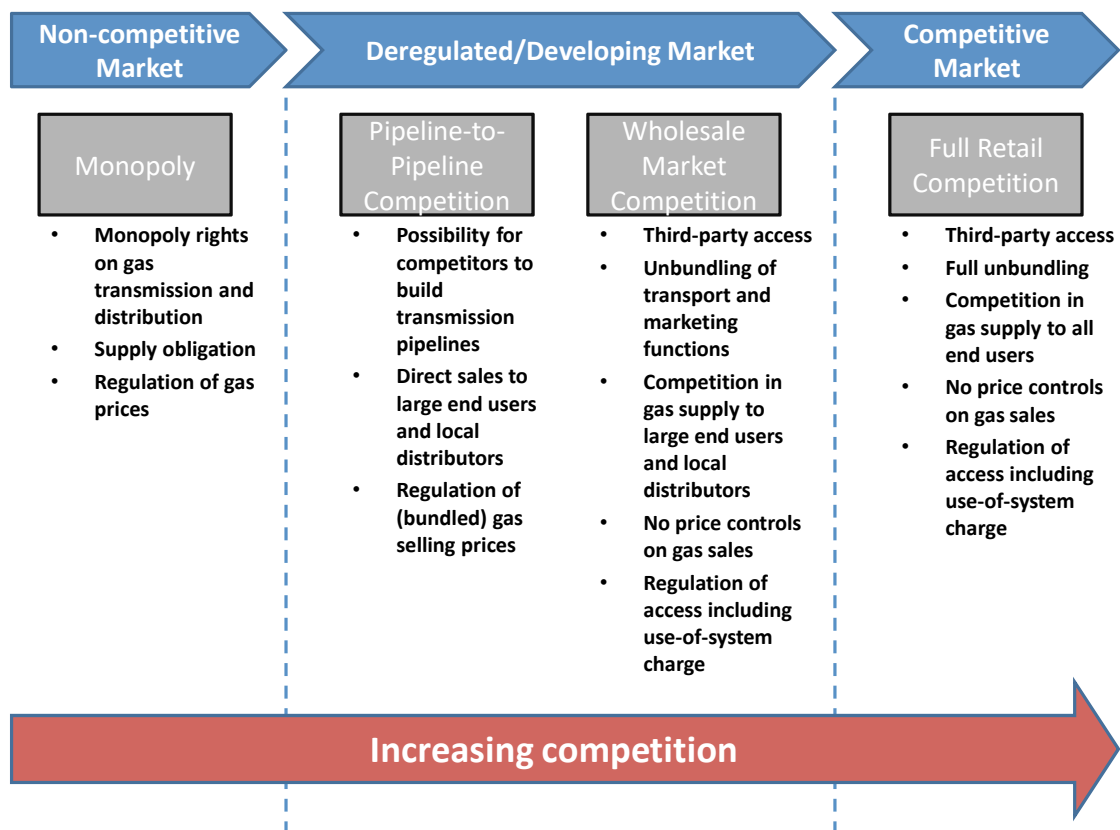 Non-competitive
Market
Deregulated/Developing Market
Competitive
Market
Monopoly
• Monopoly rights
on gas
transmission and
distribution
• Supply obligation
• Regulation of gas
prices
Pipeline-to-
Pipeline
Competition
• Possibility for
competitors to
build
transmission
pipelines
• Direct sales to
large end users
and local
distributors
• Regulation of
(bundled) gas
selling prices
Wholesale
Market
Competition
• Third-party access
• Unbundling of
transport and
marketing
functions
• Competition in
gas supply to
large end users
and local
distributors
• No price controls
on gas sales
• Regulation of
access including
use-of-system
charge
Full Retail
Competition
• Third-party access
• Full unbundling
• Competition in
gas supply to all
end users
• No price controls
on gas sales
• Regulation of
access including
use-of-system
charge
Increasing competition